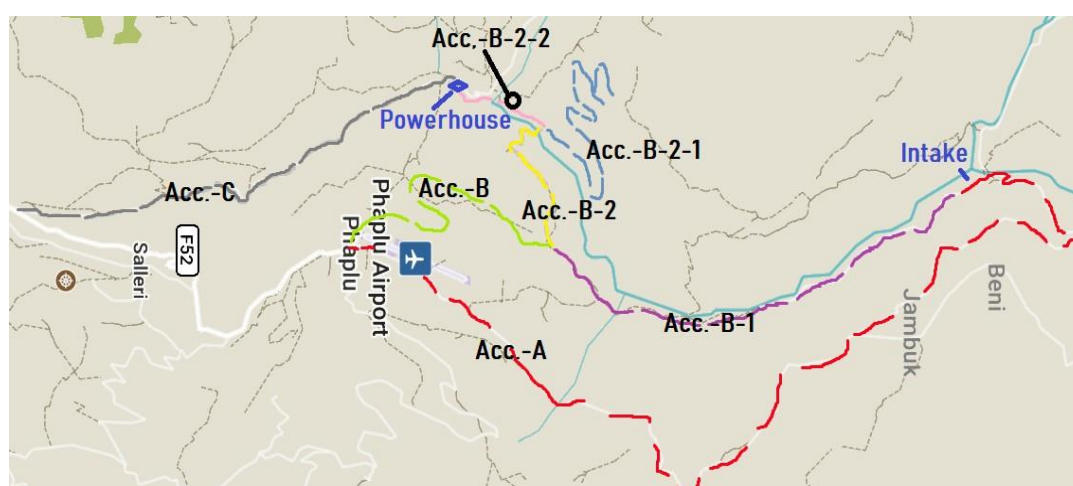 Acc,-B-2-2
Powerhouse
Acc.-B-2-1
Intake
Acc.-C
Acc.-B
Acc.-B-2
F52
Salleri
Phaplu
Phaplu Airport
Beni
Jambuk
Acc.-B-1
Acc.-A